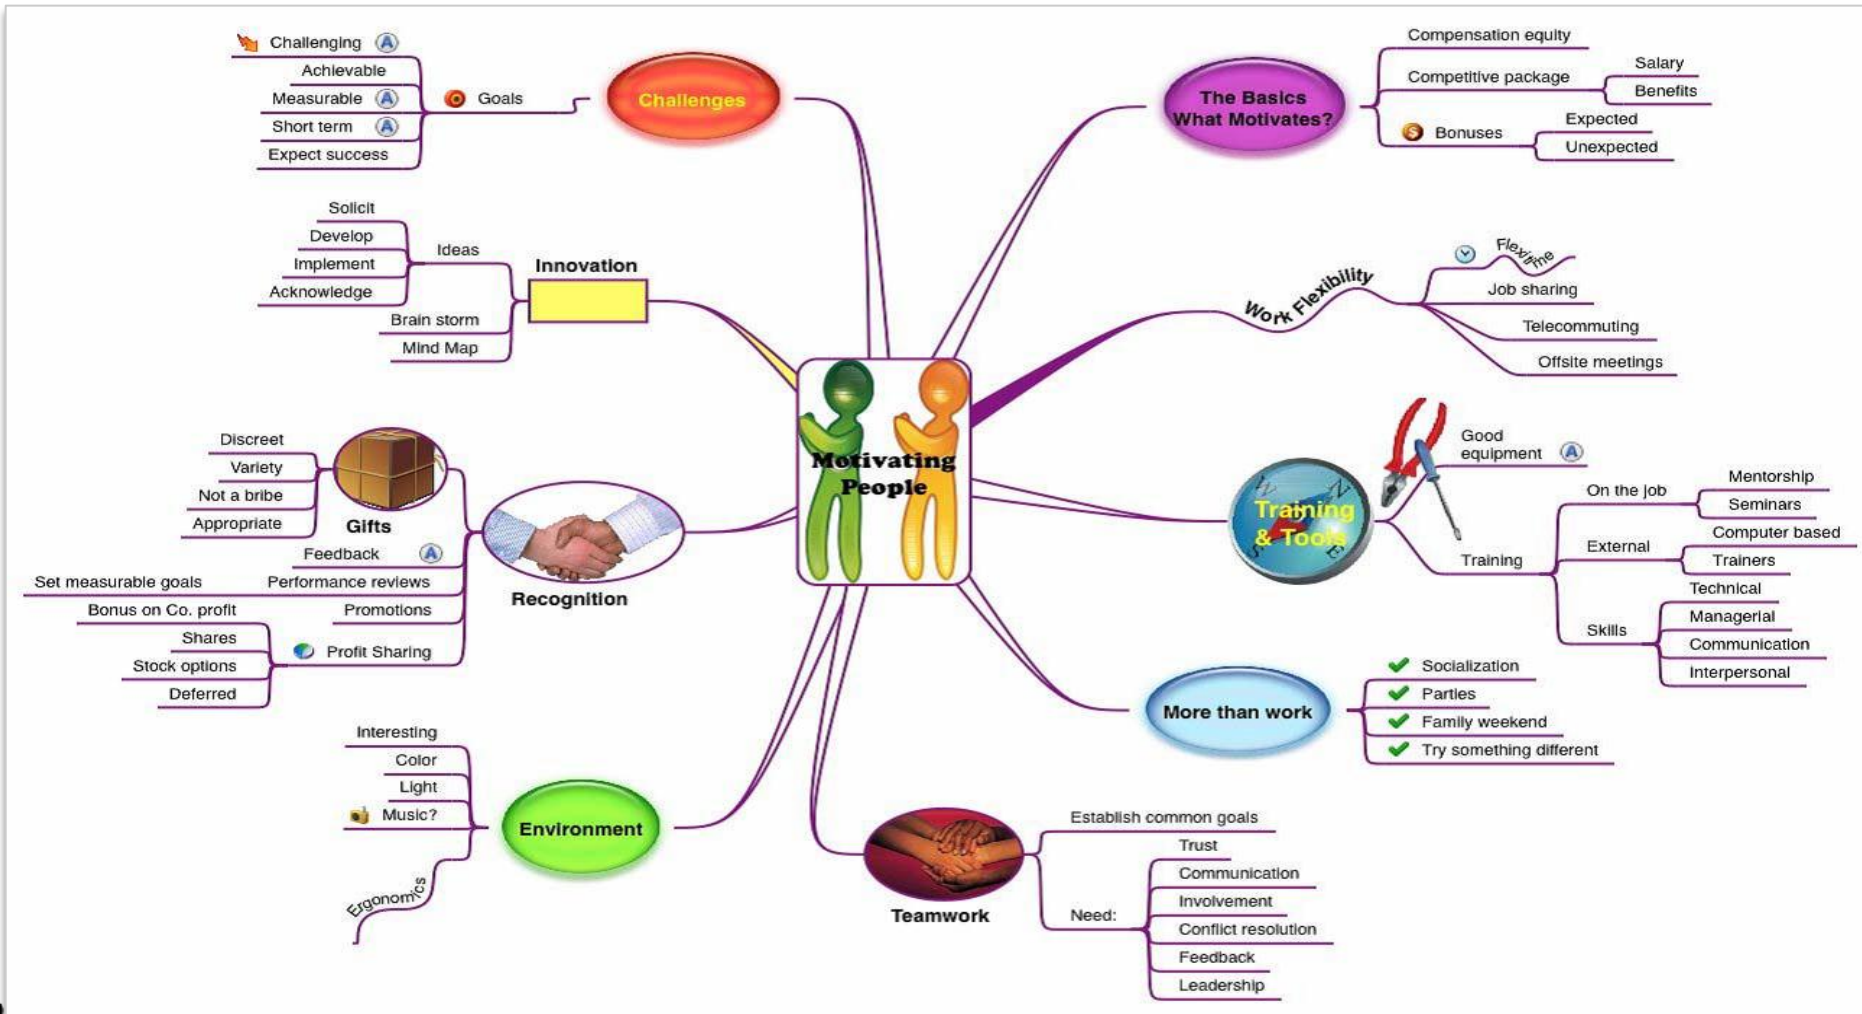 Motivating
People
The Basics
What Motivates?
Compensation equity
Competitive package
Salary
Benefits
$
Bonuses
Expected
Unexpected
Work Flexibility
Flexitime
Job sharing
Telecommuting
Offsite meetings
Training
& Tools
W
N
S
E
Good
equipment
A
Training
On the job
Mentorship
Seminars
External
Computer based
Trainers
Skills
Technical
Managerial
Communication
Interpersonal
More than work
Socialization
Parties
Family weekend
Try something different
Teamwork
Establish common goals
Need:
Trust
Communication
Involvement
Conflict resolution
Feedback
Leadership
Challenges
Goals
Challenging A
Achievable
Measurable A
Short term A
Expect success
Innovation
Ideas
Solicit
Develop
Implement
Acknowledge
Brain storm
Mind Map
Recognition
Gifts
Discreet
Variety
Not a bribe
Appropriate
Feedback A
Performance reviews
Set measurable goals
Promotions
Profit Sharing
Bonus on Co. profit
Shares
Stock options
Deferred
Environment
Interesting
Color
Light
Music?
Ergonomics